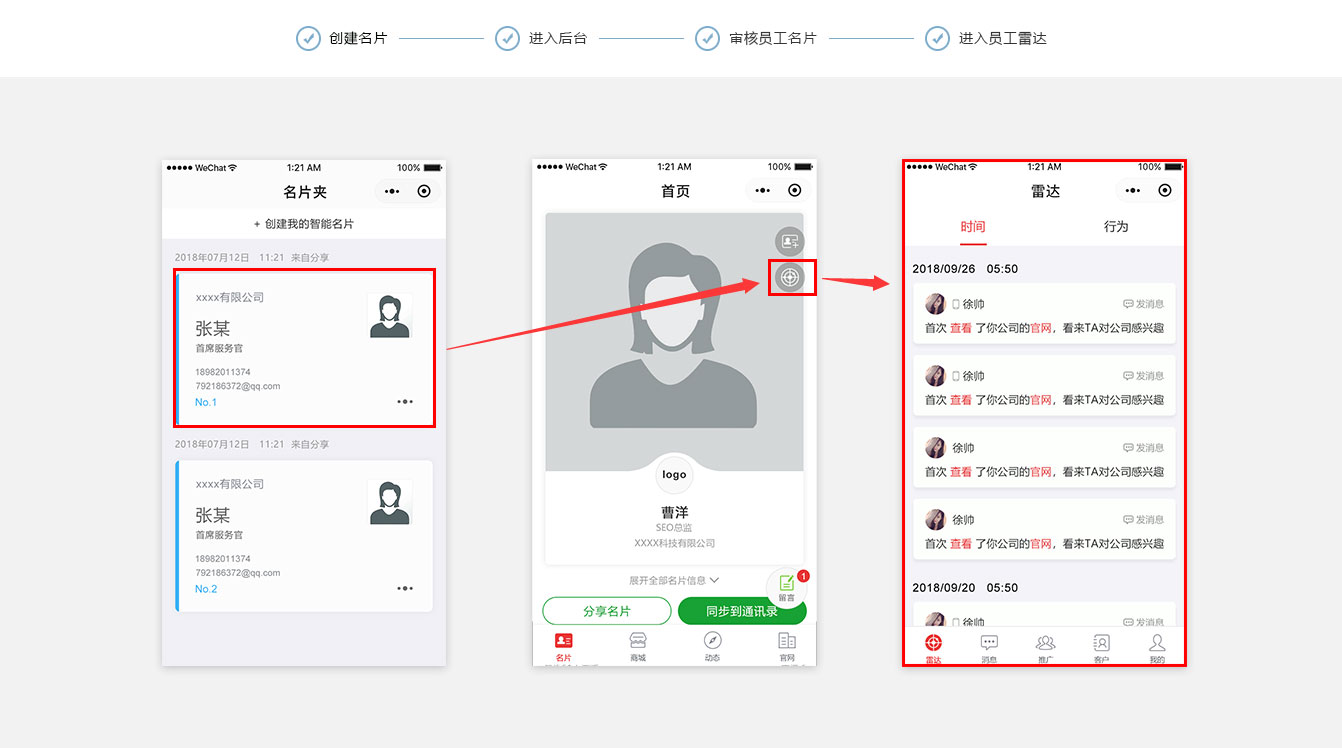 创建名片
进入后台
审核员工名片
进入员工雷达
WeChat 1:21 AM 100%
名片夹
+ 创建我的智能名片
2018年07月12日 11:21 来自分享
xxxx有限公司
张某
首席服务官
18982011374
792186372@qq.com
No.1
2018年07月12日 11:21 来自分享
xxxx有限公司
张某
首席服务官
18982011374
792186372@qq.com
No.2
WeChat 1:21 AM 100%
首页
logo
曹洋
SEO总监
XXXX科技有限公司
展开全部名片信息
1
留言
分享名片
同步到通讯录
名片
商城
动态
官网
WeChat 1:21 AM 100%
雷达
时间
行为
2018/09/26 05:50
徐帅 发消息
首次 查看 了你公司的官网，看来TA对公司感兴趣
徐帅 发消息
首次 查看 了你公司的官网，看来TA对公司感兴趣
徐帅 发消息
首次 查看 了你公司的官网，看来TA对公司感兴趣
徐帅 发消息
首次 查看 了你公司的官网，看来TA对公司感兴趣
2018/09/20 05:50
徐帅 发消息
雷达
消息
推广
客户
我的